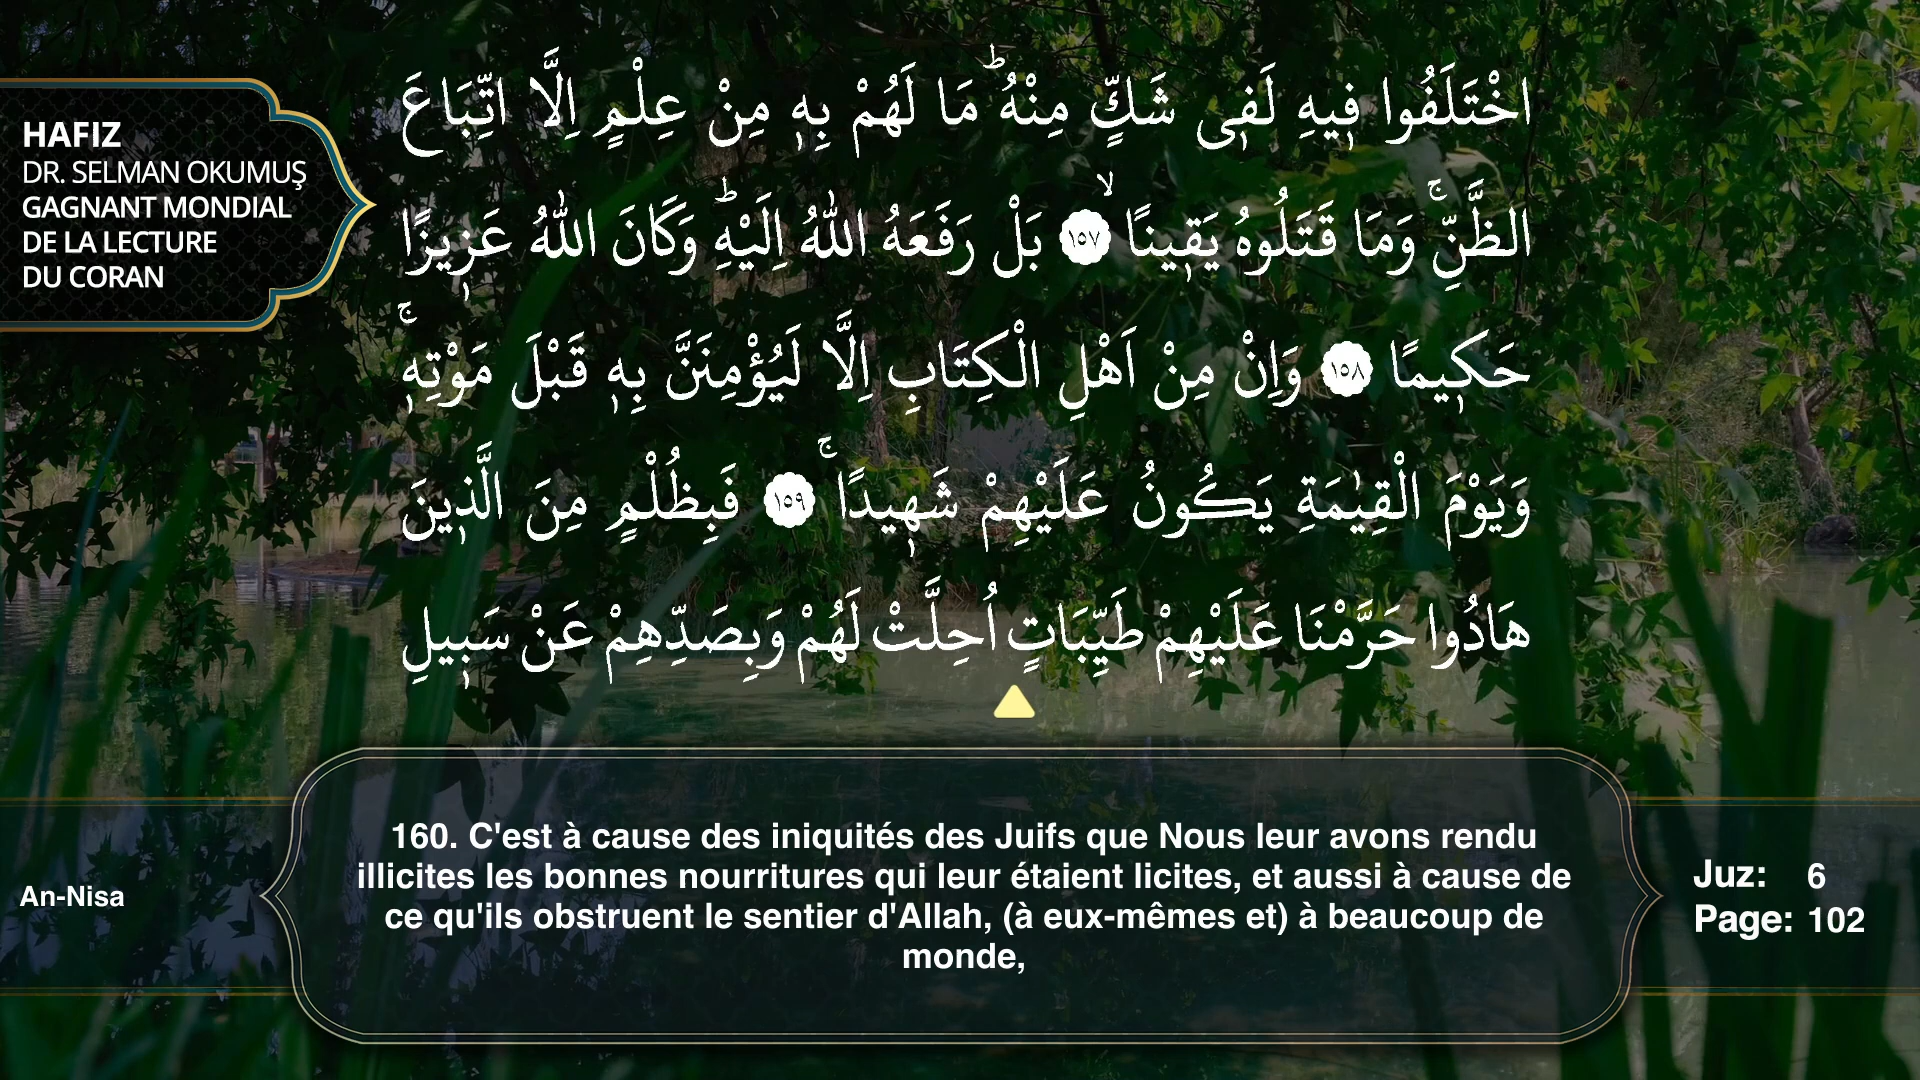 اخْتَلَفُوا فٖيهِ لَفٖى شَكٍّ مِنْهُؕ مَا لَهُمْ بِهٖ مِنْ عِلْمٍ اِلَّا اتِّبَاعَ
الظَّنِّۚ وَمَا قَتَلُوهُ يَقٖينًاۙ ١٥٧ بَلْ رَفَعَهُ اللّٰهُ اِلَيْهِؕ وَكَانَ اللّٰهُ عَزٖيزًا
حَكٖيمًا ١٥٨ وَاِنْ مِنْ اَهْلِ الْكِتَابِ اِلَّا لَيُؤْمِنَنَّ بِهٖ قَبْلَ مَوْتِهٖۚ
وَيَوْمَ الْقِيٰمَةِ يَكُونُ عَلَيْهِمْ شَهٖيدًاۚ ١٥٩ فَبِظُلْمٍ مِنَ الَّذٖينَ
هَادُوا حَرَّمْنَا عَلَيْهِمْ طَيِّبَاتٍ اُحِلَّتْ لَهُمْ وَبِصَدِّهِمْ عَنْ سَبٖيلِ
HAFIZ
DR. SELMAN OKUMUŞ
GAGNANT MONDIAL
DE LA LECTURE
DU CORAN
160. C'est à cause des iniquités des Juifs que Nous leur avons rendu
illicites les bonnes nourritures qui leur étaient licites, et aussi à cause de
ce qu'ils obstruent le sentier d'Allah, (à eux-mêmes et) à beaucoup de
monde,
An-Nisa
Juz: 6
Page: 102